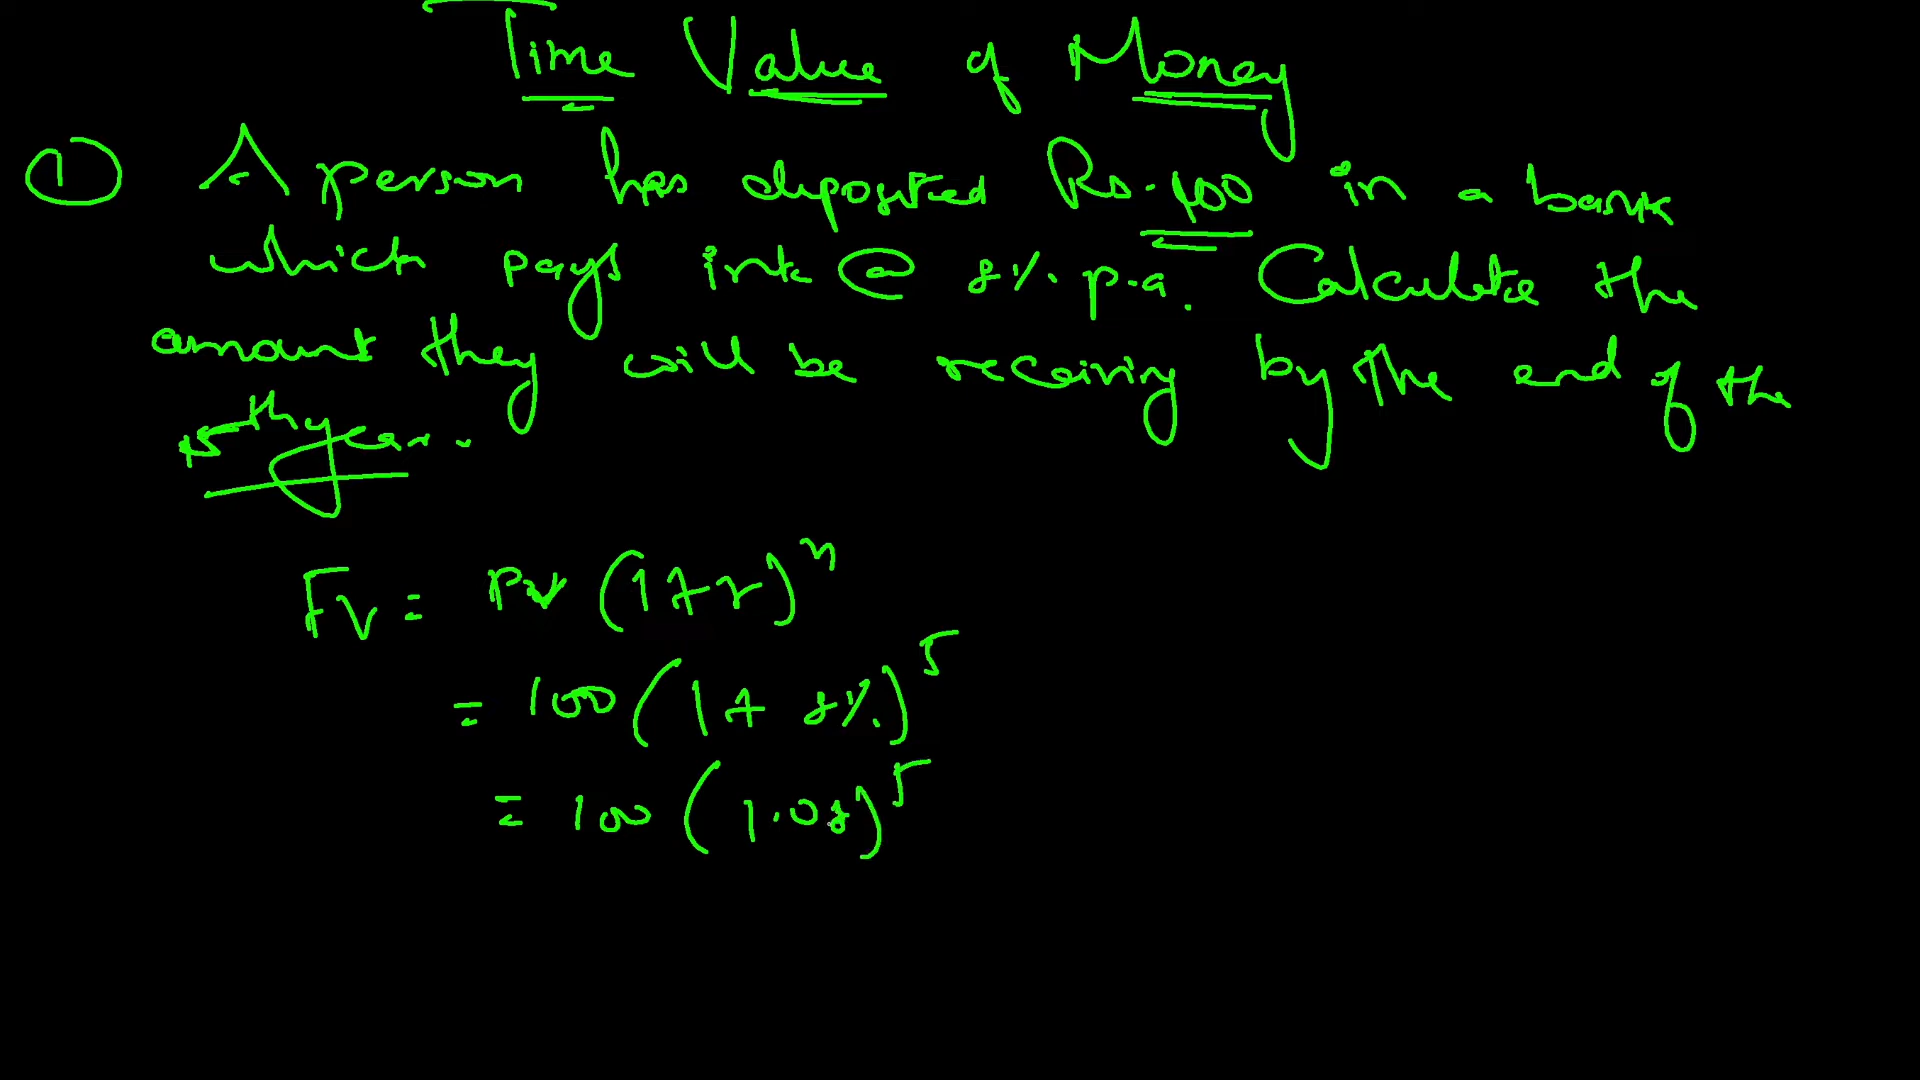 Time Value of Money
① A person has deposited Rs. 100 in a bank
which pays int @ 8% p.a. Calculate the
amount they will be receiving by the end of the
5th year.
FV = PV (1+r)^n
= 100 (1+ 8%)^5
= 100 (1.08)^5